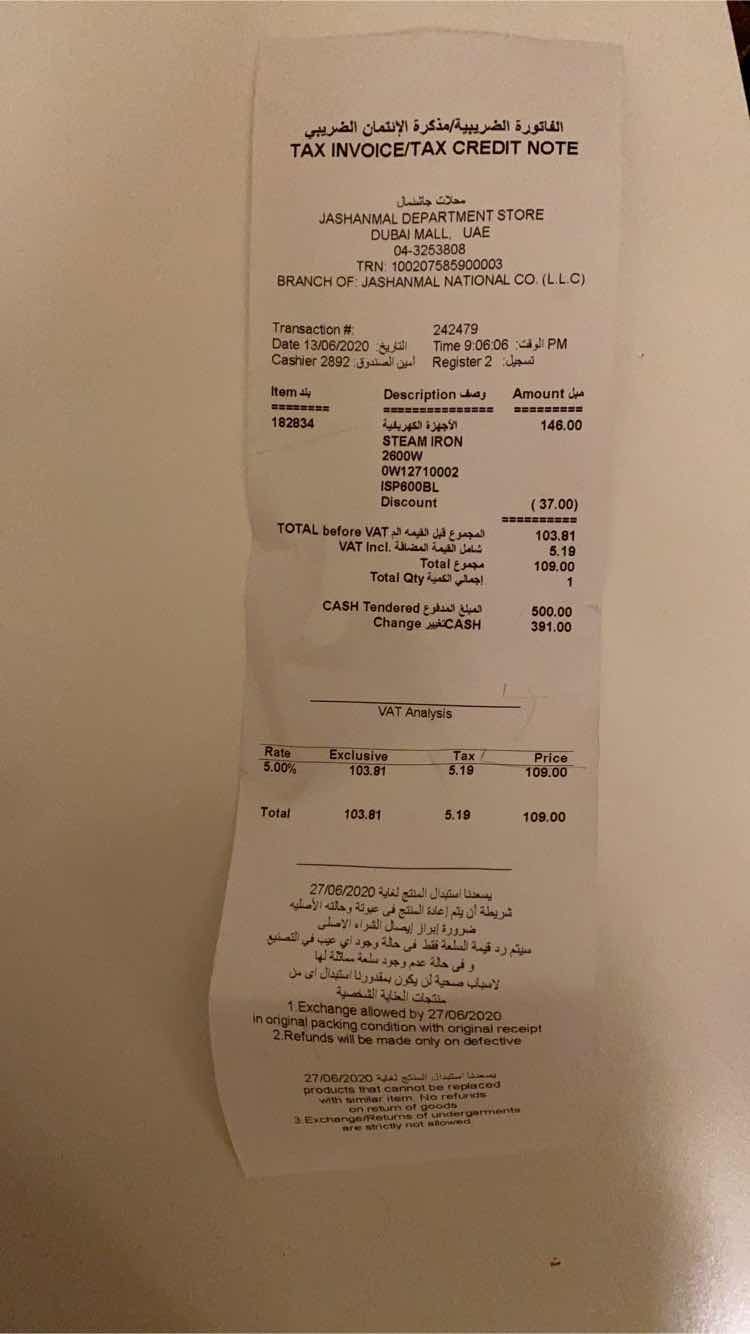 الفاتورة الضريبية/مذكرة الإئتمان الضريبي
TAX INVOICE/TAX CREDIT NOTE
محلات جاشنمال
JASHANMAL DEPARTMENT STORE
DUBAI MALL, UAE
04-3253808
TRN: 100207585900003
BRANCH OF: JASHANMAL NATIONAL CO. (L.L.C)
Transaction #: 242479
Date 13/06/2020 التاريخ: Time 9:06:06 الوقت: PM
Cashier 2892 أمين الصندوق: Register 2 تسجيل:
Item بلد Description وصف Amount مبل
======== =============== =========
182834 الأجهزة الكهربائية 146.00
STEAM IRON
2600W
0W12710002
ISP600BL
Discount ( 37.00)
==========
TOTAL before VAT المجموع قبل القيمه الم 103.81
VAT Incl. شامل القيمة المضافة 5.19
Total مجموع 109.00
Total Qty إجمالي الكمية 1
CASH Tendered المبلغ المدفوع 500.00
Change تغيير CASH 391.00
VAT Analysis
Rate Exclusive Tax Price
5.00% 103.81 5.19 109.00
Total 103.81 5.19 109.00
يسعدنا استبدال المنتج لغاية 27/06/2020
شريطة أن يتم إعادة المنتج فى عبوتة وحالته الأصليه
ضرورة إبراز إيصال الشراء الاصلى
سيتم رد قيمة السلعة فقط فى حالة وجود اي عيب في التصنيع
و فى حالة عدم وجود سلعة مماثلة لها
لاسباب صحية لن يكون بمقدورنا استبدال اى من
منتجات العناية الشخصية
1.Exchange allowed by 27/06/2020
in original packing condition with original receipt
2.Refunds will be made only on defective
يسعدنا استبدال المنتج لغاية 27/06/2020
products that cannot be replaced
with similar item. No refunds
on return of goods
3.Exchange/Returns of undergarments
are strictly not allowed.